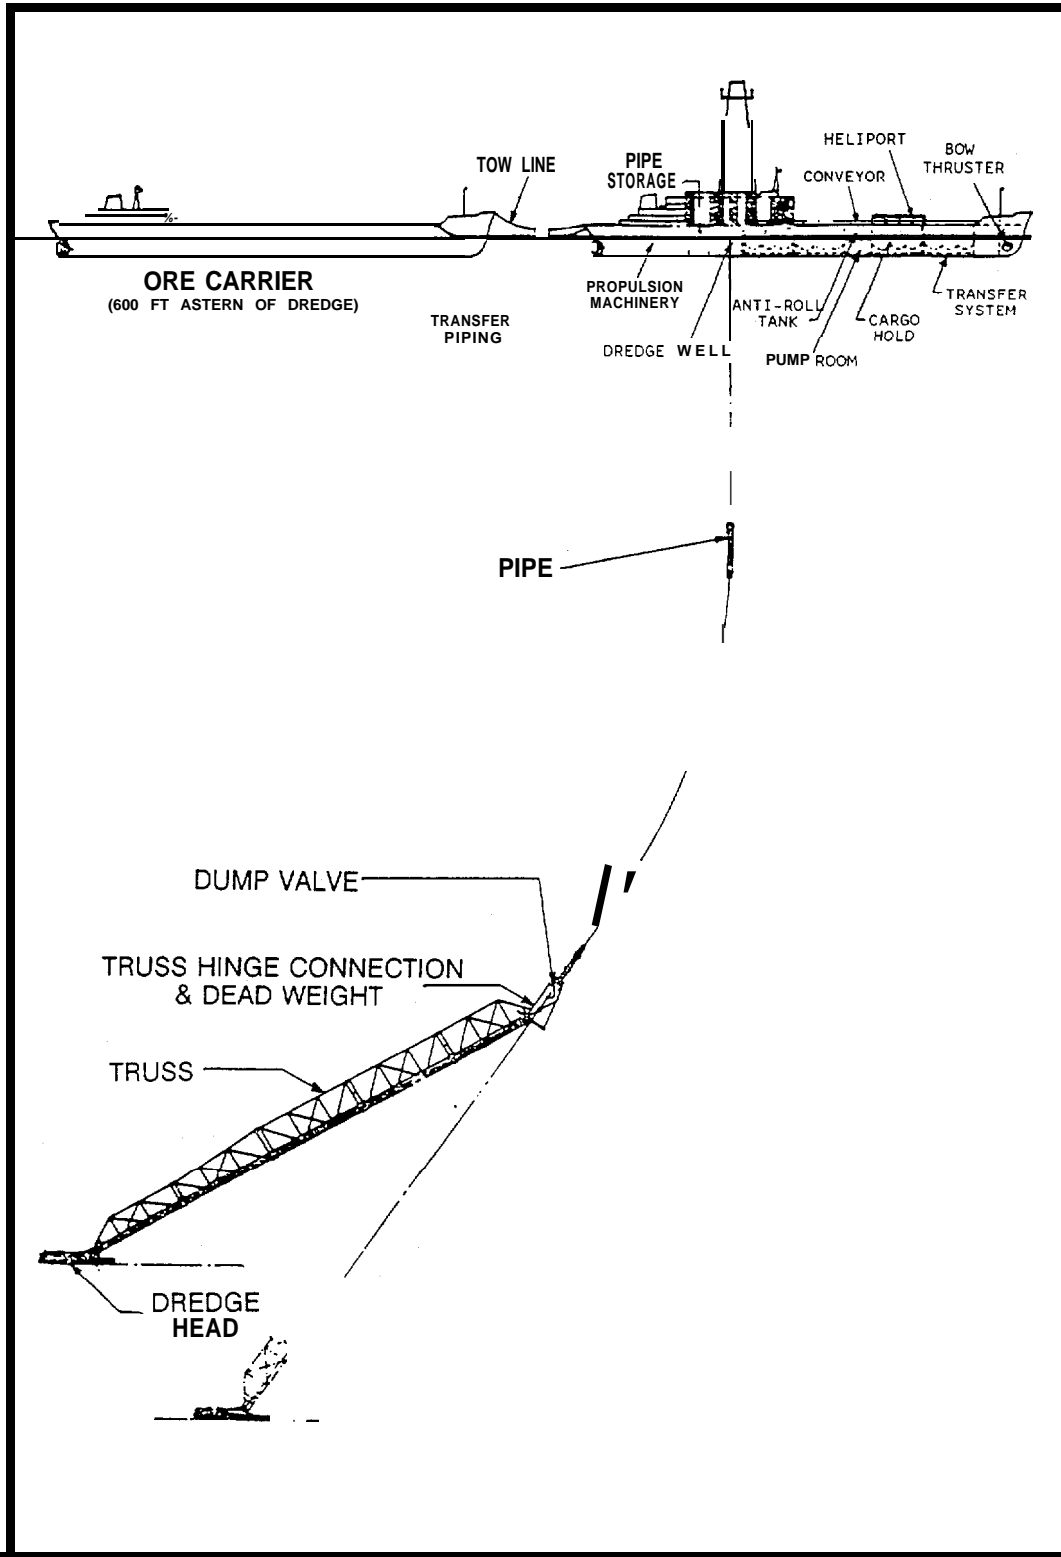 HELIPORT
BOW
THRUSTER
TOW LINE
PIPE
STORAGE
CONVEYOR
ORE CARRIER
(600 FT ASTERN OF DREDGE)
PROPULSION
MACHINERY
ANTI-ROLL
TANK
CARGO
HOLD
TRANSFER
SYSTEM
TRANSFER
PIPING
DREDGE WELL
PUMP ROOM
PIPE
DUMP VALVE
TRUSS HINGE CONNECTION
& DEAD WEIGHT
TRUSS
DREDGE
HEAD